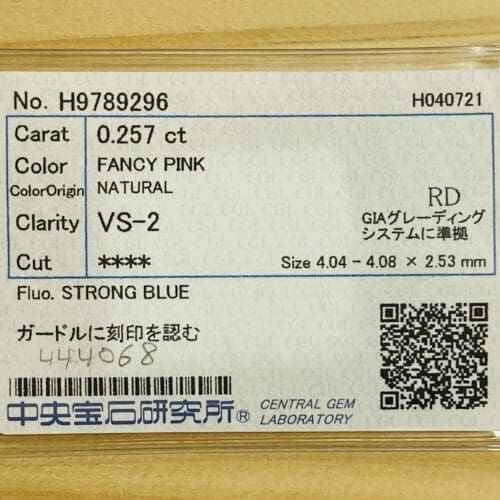 No. H9789296 H040721
Carat 0.257 ct
Color FANCY PINK
ColorOrigin NATURAL
Clarity VS-2
RD
GIAグレーディング
システムに準拠
Cut **** Size 4.04 - 4.08 × 2.53 mm
Fluo. STRONG BLUE
ガードルに刻印を認む
444068
中央宝石研究所® CENTRAL GEM
LABORATORY